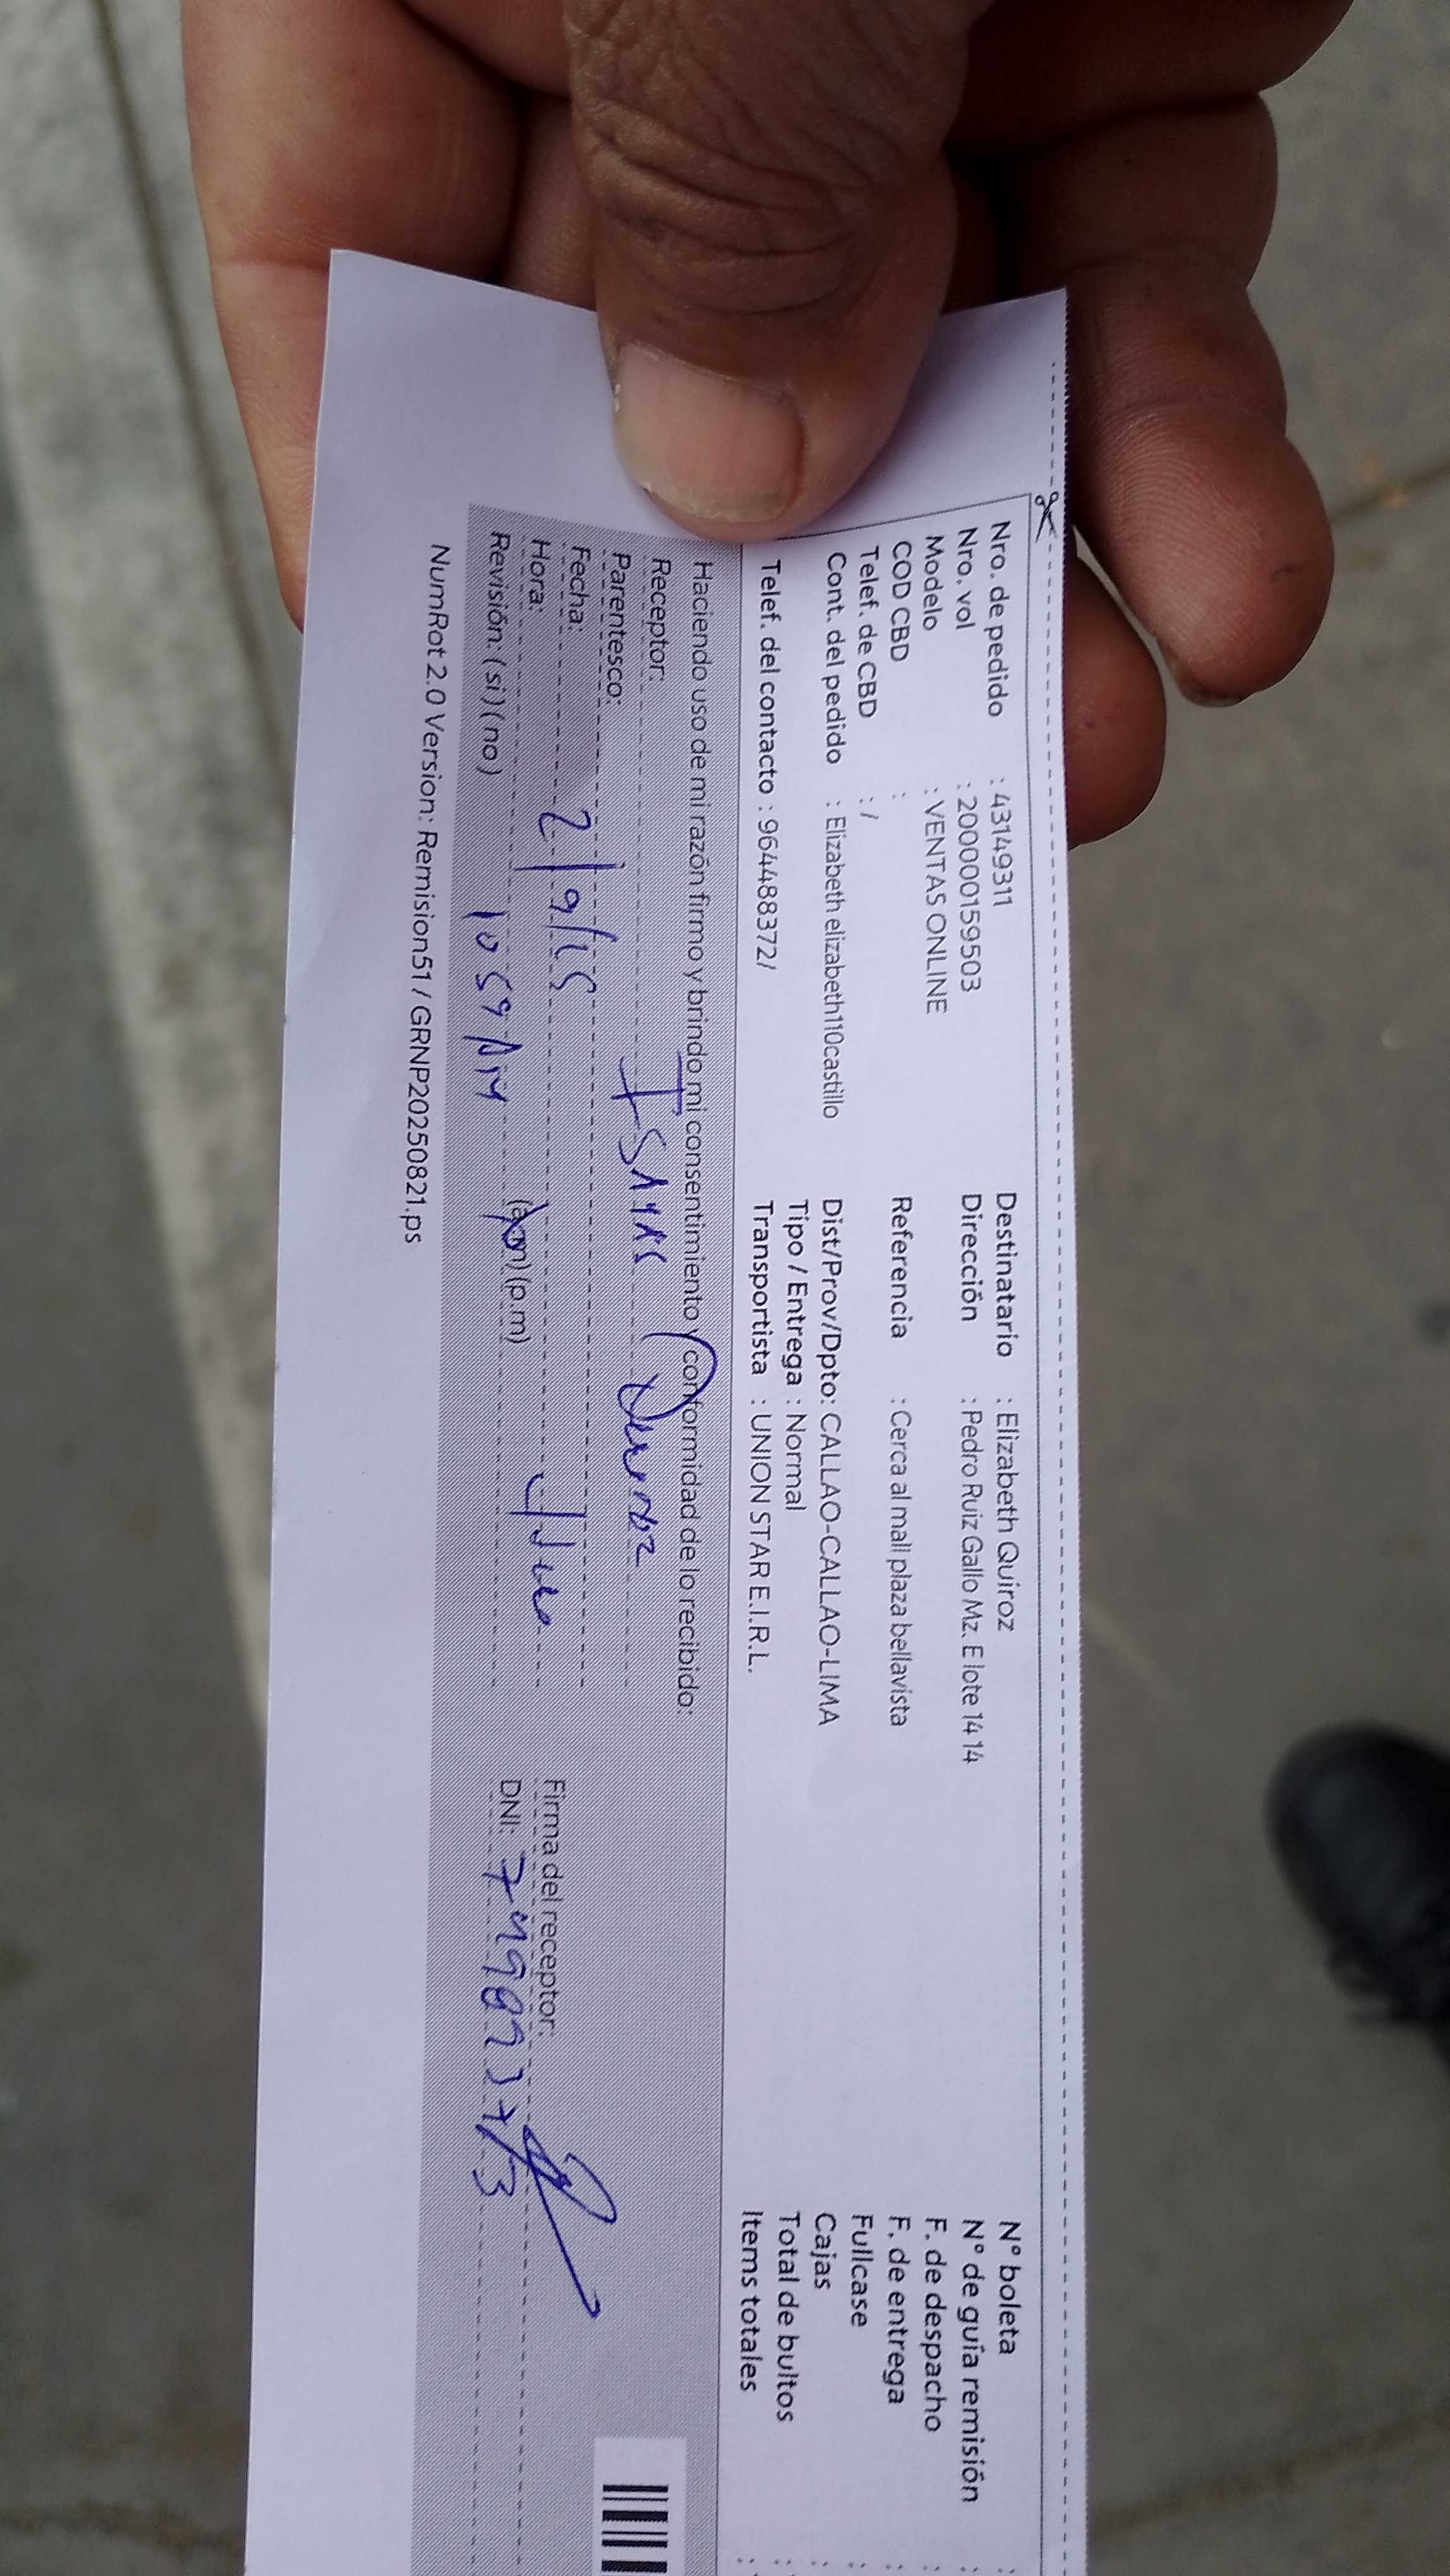 Nro. de pedido : 43149311
Nro. vol : 2000000159503
Modelo : VENTAS ONLINE
COD CBD :
Telef. de CBD : /
Cont. del pedido : Elizabeth elizabeth110castillo
Telef. del contacto : 964488372/
Destinatario : Elizabeth Quiroz
Dirección : Pedro Ruiz Gallo Mz. E lote 14 14
Referencia : Cerca al mall plaza bellavista
Dist/Prov/Dpto: CALLAO-CALLAO-LIMA
Tipo / Entrega : Normal
Transportista : UNION STAR E.I.R.L.
N° boleta :
N° de guía remisión :
F. de despacho :
F. de entrega :
Fullcase :
Cajas :
Total de bultos :
Items totales :
Haciendo uso de mi razón firmo y brindo mi consentimiento y conformidad de lo recibido:
Receptor:
Parentesco:
Fecha: 2/9/
Hora: 10 59 AM (a.m) (p.m)
Revisión: (si) (no)
Firma del receptor:
DNI:
NumRot 2.0 Version: Remision51 / GRNP20250821.ps